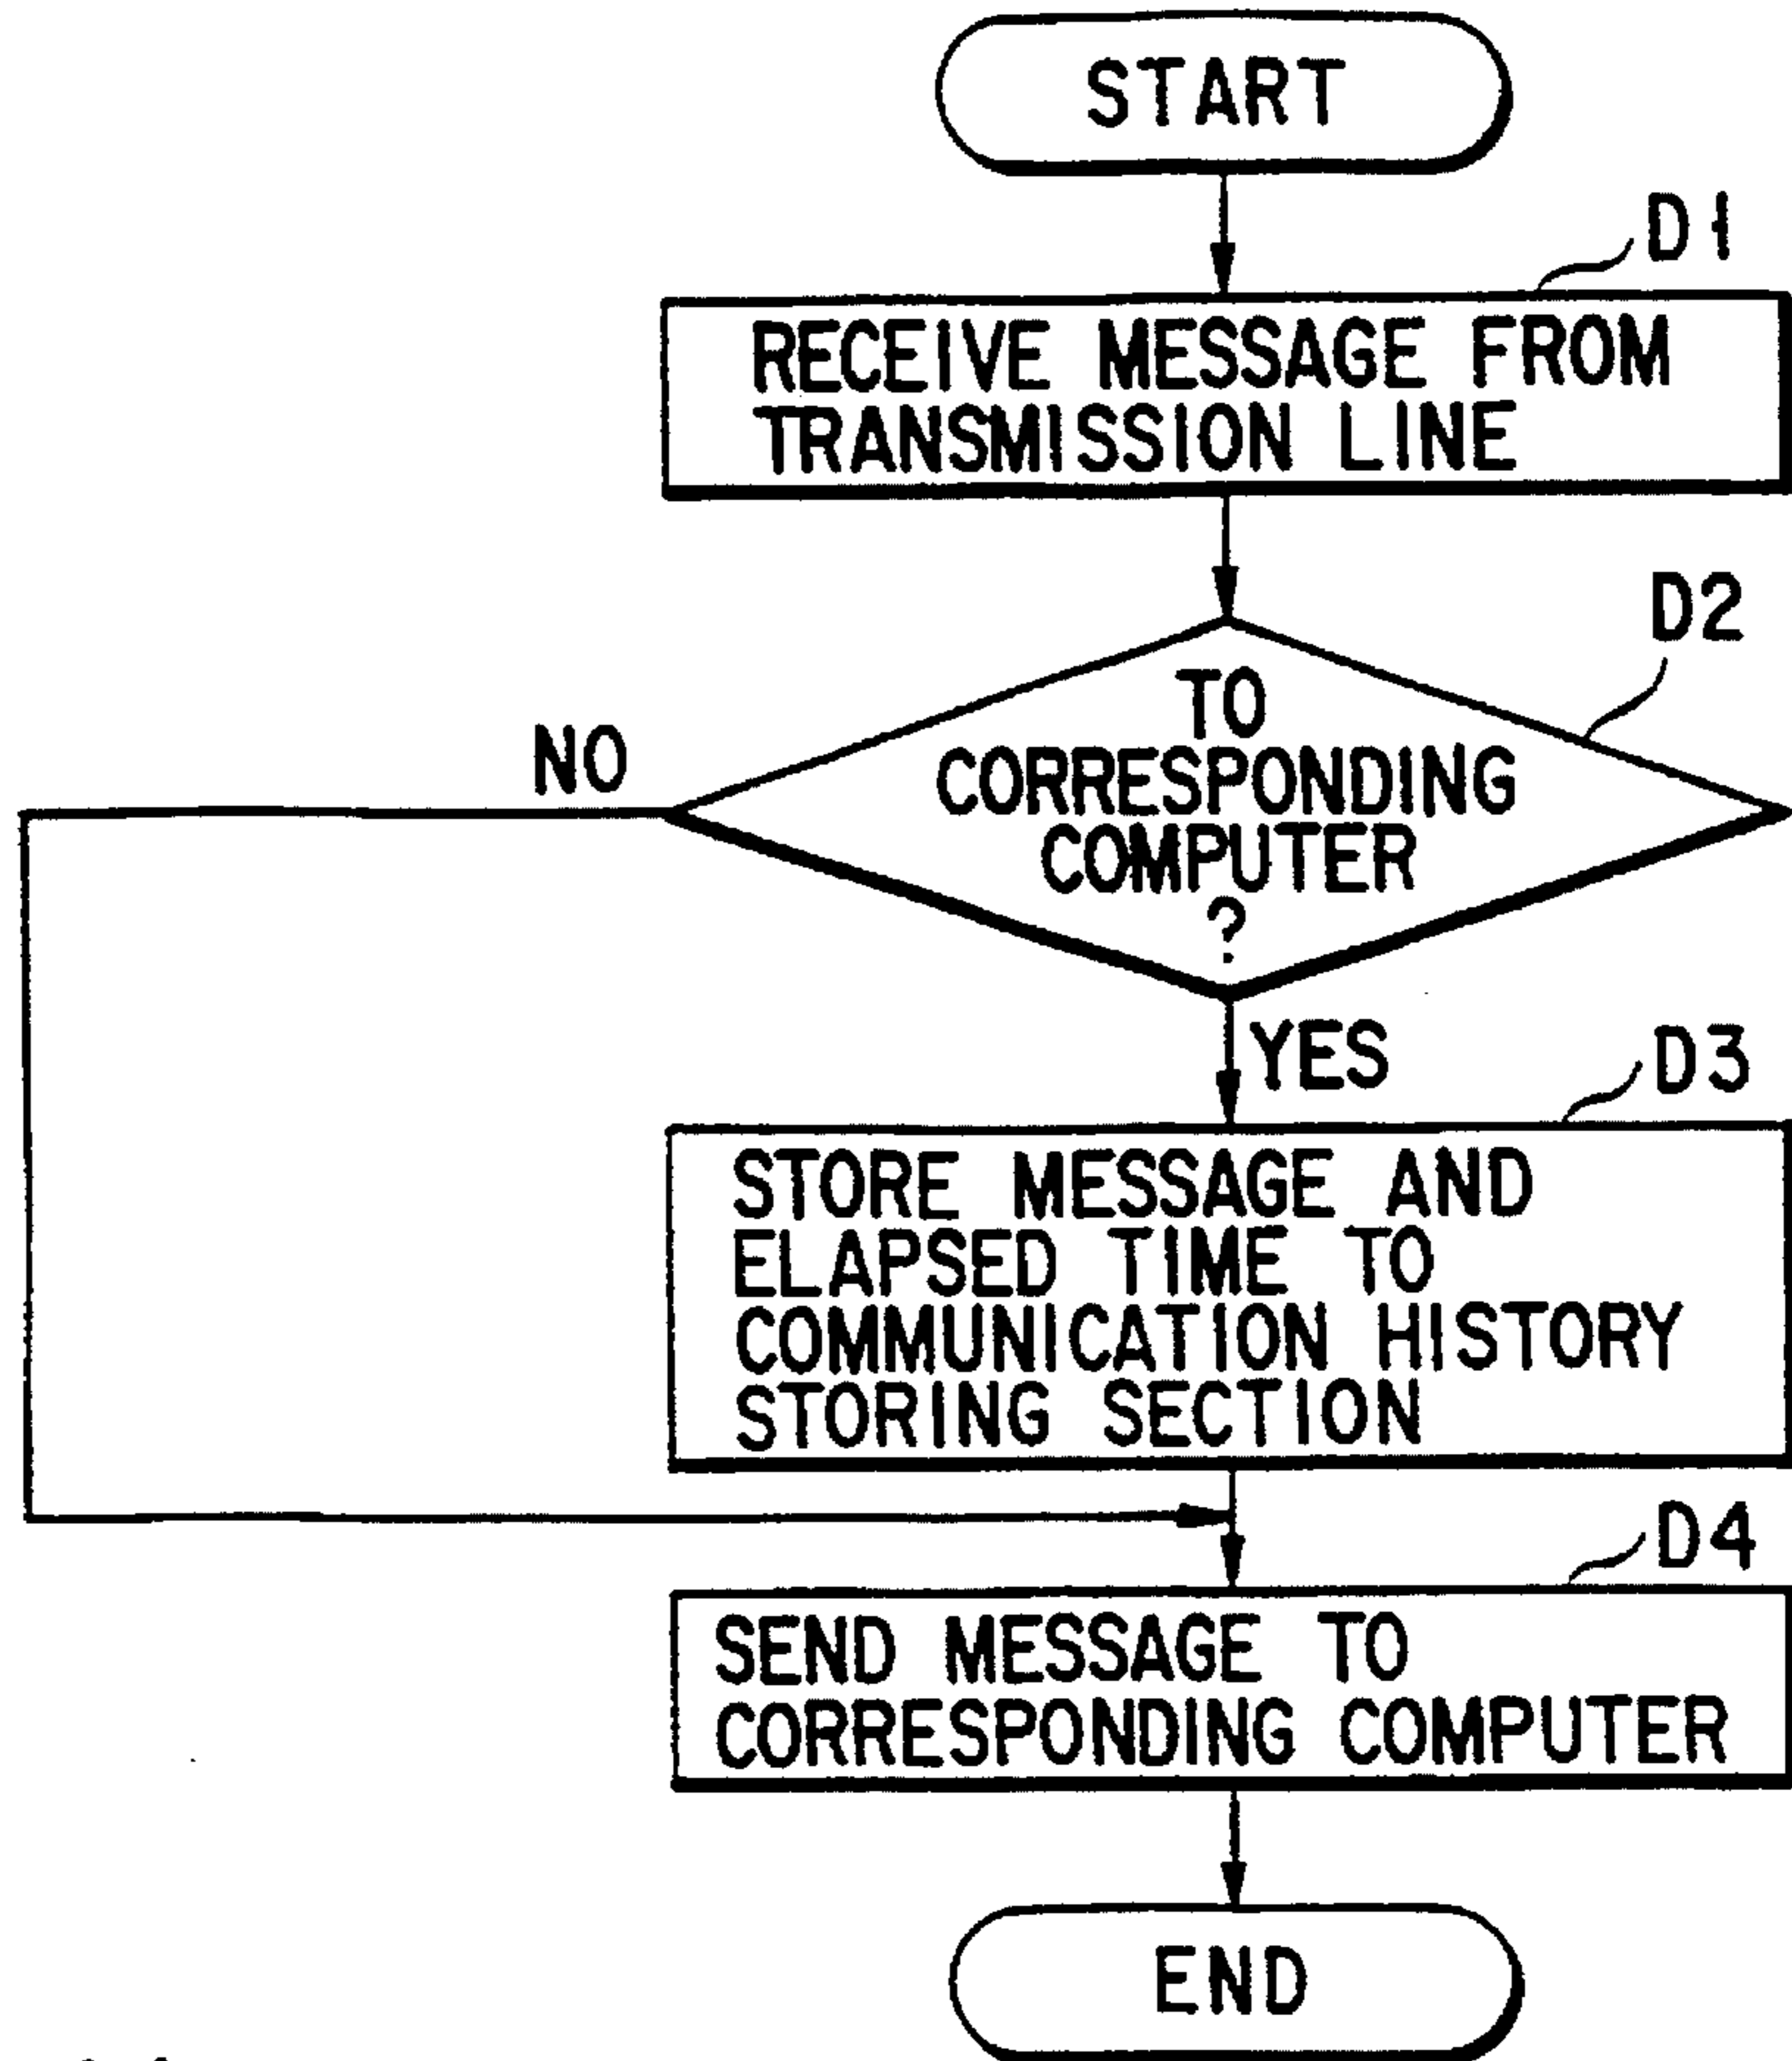 START
D1
RECEIVE MESSAGE FROM
TRANSMISSION LINE
D2
TO
CORRESPONDING
COMPUTER
?
NO
YES
D3
STORE MESSAGE AND
ELAPSED TIME TO
COMMUNICATION HISTORY
STORING SECTION
D4
SEND MESSAGE TO
CORRESPONDING COMPUTER
END